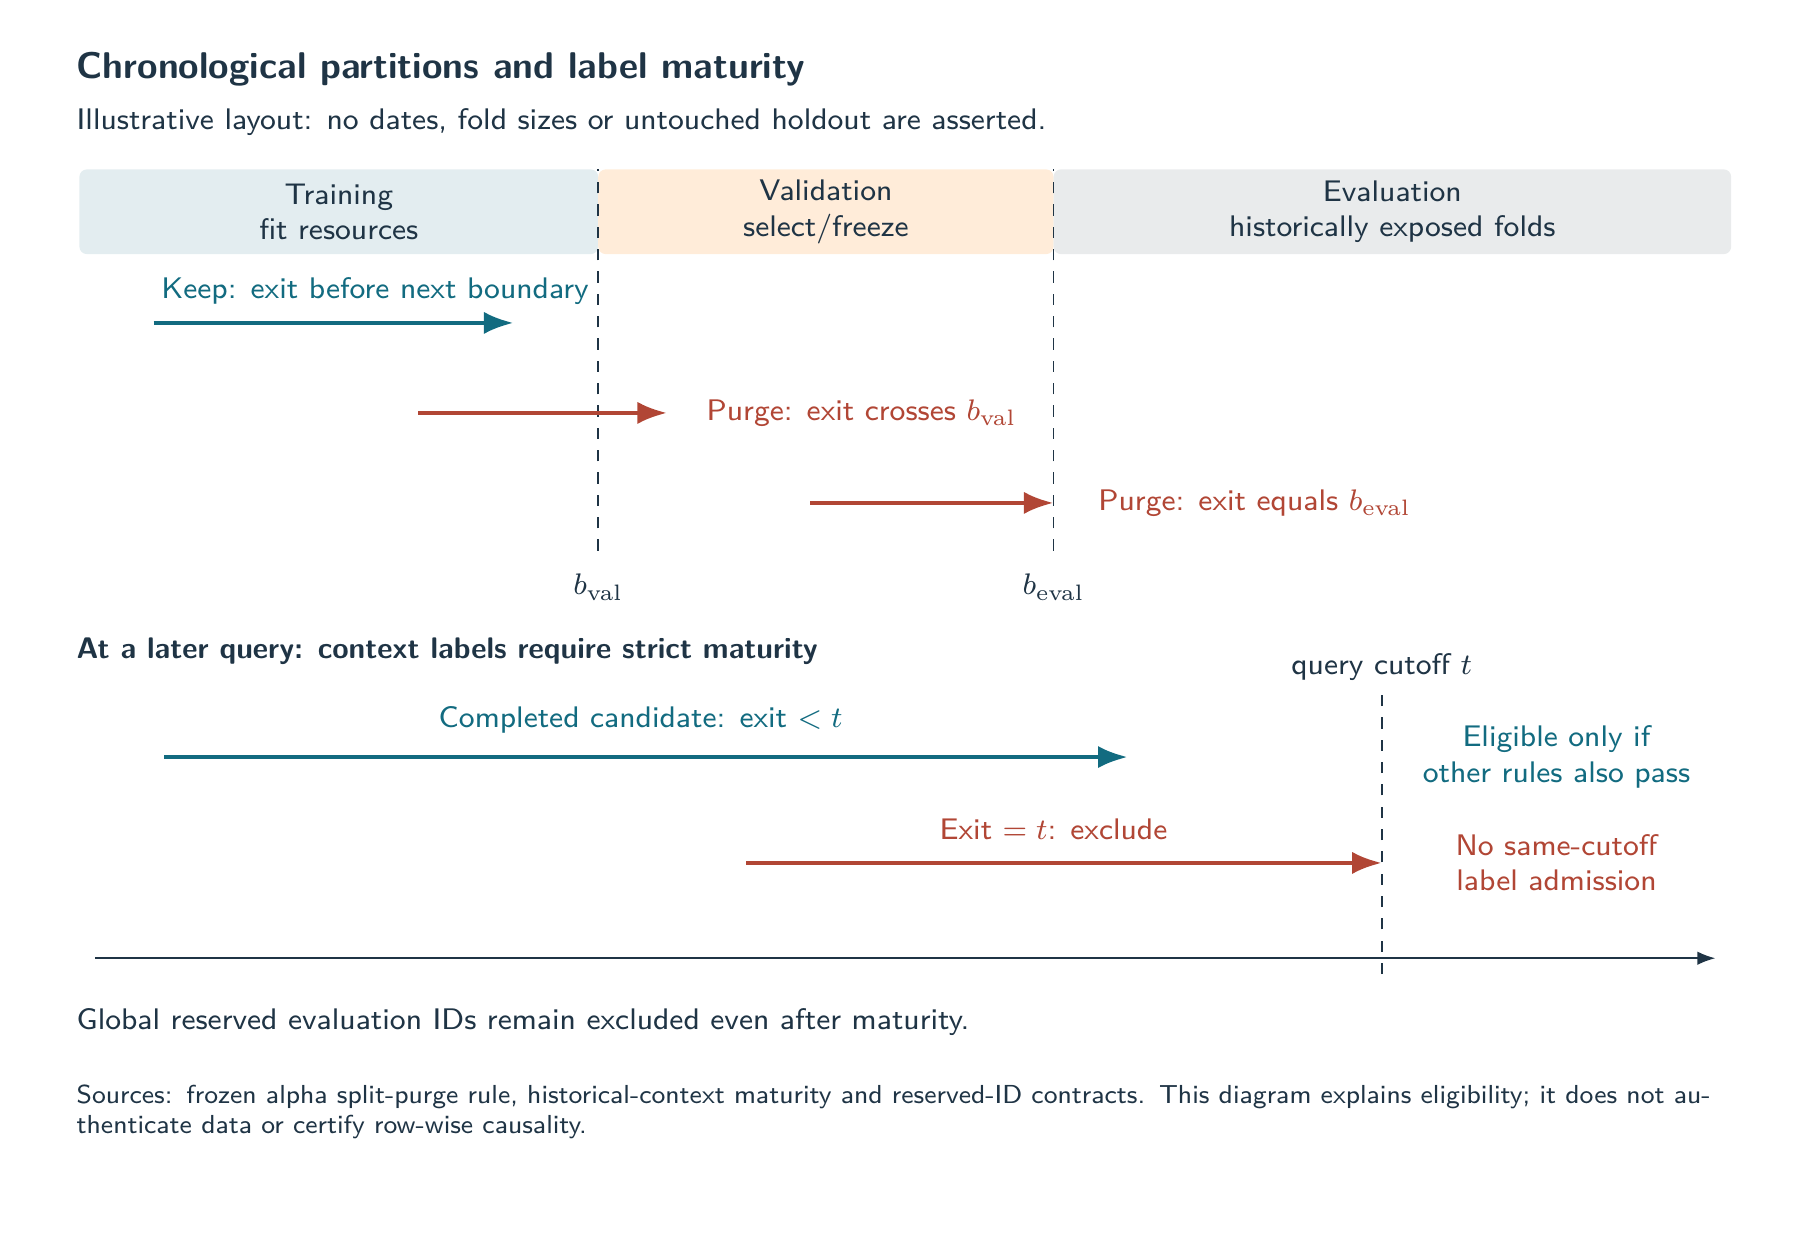 Chronological partitions and label maturity
Illustrative layout: no dates, fold sizes or untouched holdout are asserted.
Training
fit resources
Validation
select/freeze
Evaluation
historically exposed folds
Keep: exit before next boundary
Purge: exit crosses b_val
Purge: exit equals b_eval
b_val
b_eval
At a later query: context labels require strict maturity
query cutoff t
Completed candidate: exit < t
Eligible only if
other rules also pass
Exit = t: exclude
No same-cutoff
label admission
Global reserved evaluation IDs remain excluded even after maturity.
Sources: frozen alpha split-purge rule, historical-context maturity and reserved-ID contracts. This diagram explains eligibility; it does not au-
thenticate data or certify row-wise causality.